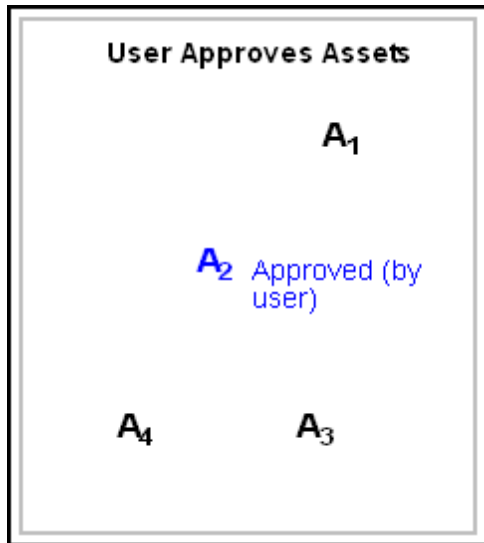 User Approves Assets
A₁
A₂ Approved (by
user)
A₄ A₃